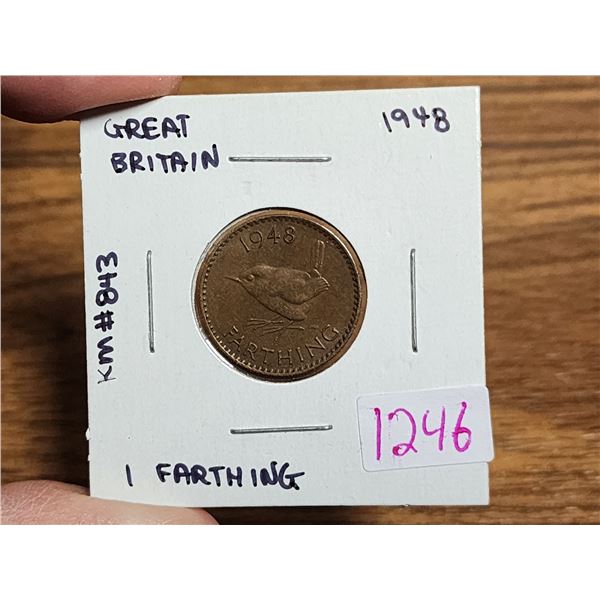 GREAT
BRITAIN
1948
KM#843
1948
FARTHING
1246
1 FARTHING